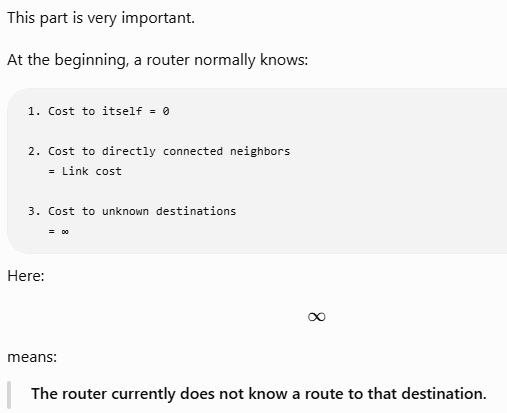 This part is very important.
At the beginning, a router normally knows:
1. Cost to itself = 0
2. Cost to directly connected neighbors
= Link cost
3. Cost to unknown destinations
= ∞
Here:
∞
means:
The router currently does not know a route to that destination.